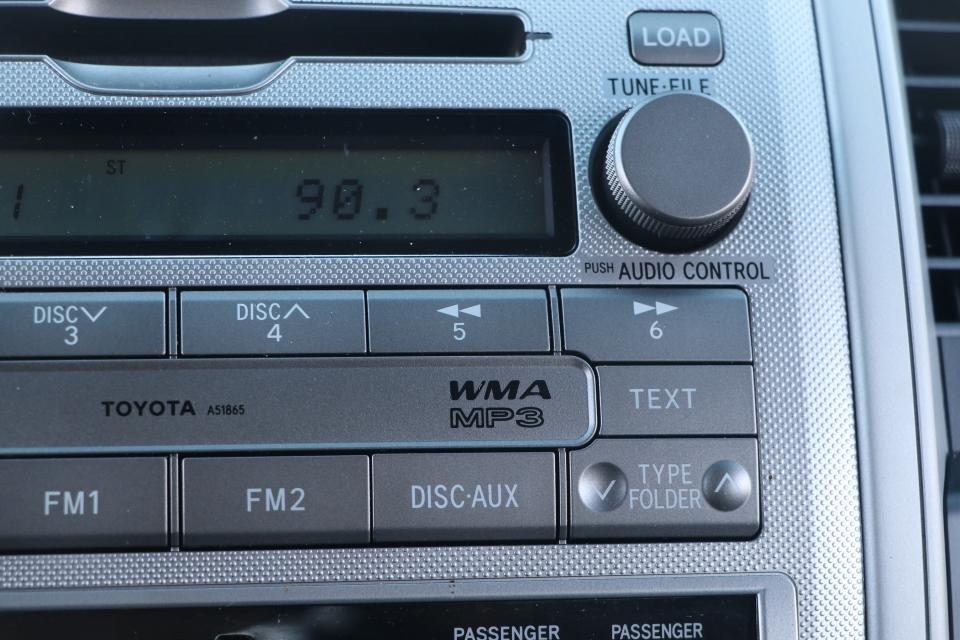 LOAD
TUNE·FILE
ST
1 90.3
PUSH AUDIO CONTROL
DISC
3
DISC
4
5
6
TOYOTA A51865
WMA
MP3
TEXT
FM1
FM2
DISC·AUX
TYPE
FOLDER
PASSENGER
PASSENGER